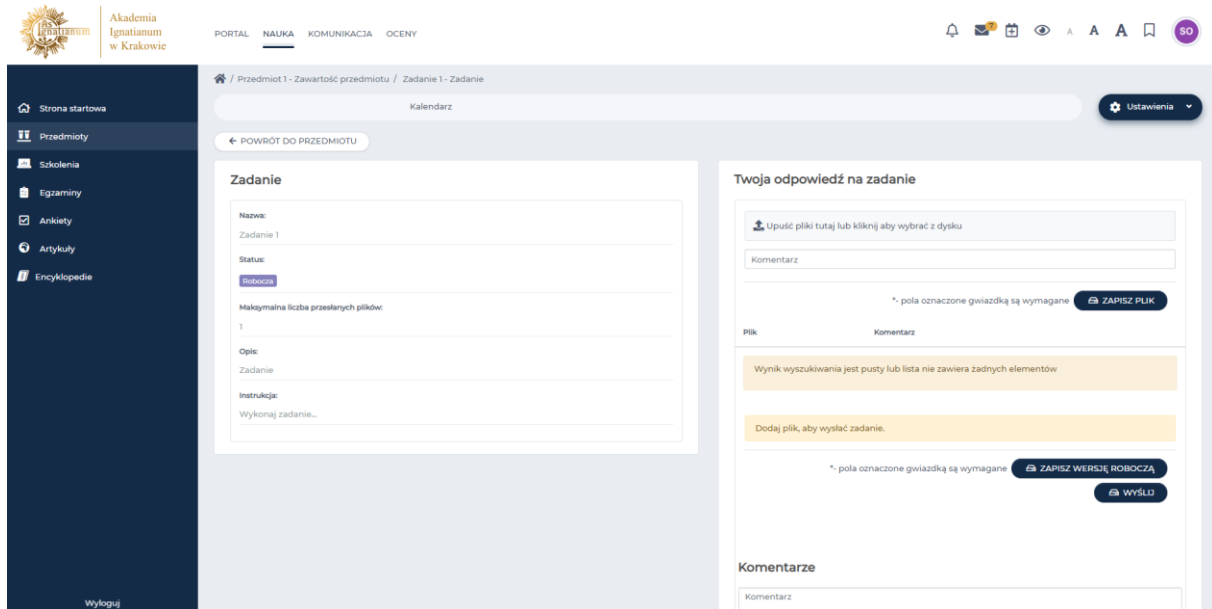 As
Ignatianum
Akademia
Ignatianum
w Krakowie
PORTAL NAUKA KOMUNIKACJA OCENY
7
A A A
SO
Strona startowa
Przedmioty
Szkolenia
Egzaminy
Ankiety
Artykuły
Encyklopedie
Wyloguj
/ Przedmiot 1 - Zawartość przedmiotu / Zadanie 1 - Zadanie
Kalendarz
Ustawienia
← POWRÓT DO PRZEDMIOTU
Zadanie
Nazwa:
Zadanie 1
Status:
Robocza
Maksymalna liczba przesłanych plików:
1
Opis:
Zadanie
Instrukcja:
Wykonaj zadanie...
Twoja odpowiedź na zadanie
Upuść pliki tutaj lub kliknij aby wybrać z dysku
Komentarz
*- pola oznaczone gwiazdką są wymagane ZAPISZ PLIK
Plik Komentarz
Wynik wyszukiwania jest pusty lub lista nie zawiera żadnych elementów
Dodaj plik, aby wysłać zadanie.
*- pola oznaczone gwiazdką są wymagane ZAPISZ WERSJĘ ROBOCZĄ
WYŚLIJ
Komentarze
Komentarz